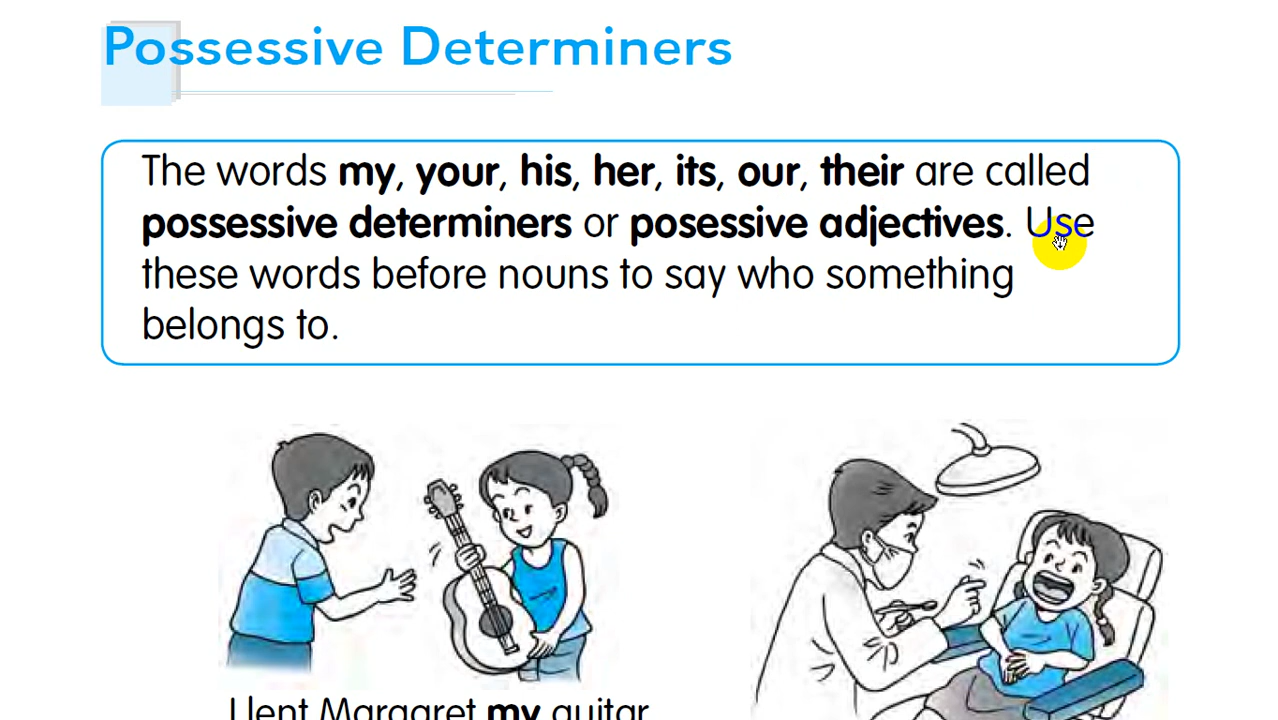 Possessive Determiners
The words my, your, his, her, its, our, their are called
possessive determiners or posessive adjectives. Use
these words before nouns to say who something
belongs to.
I lent Margaret my guitar